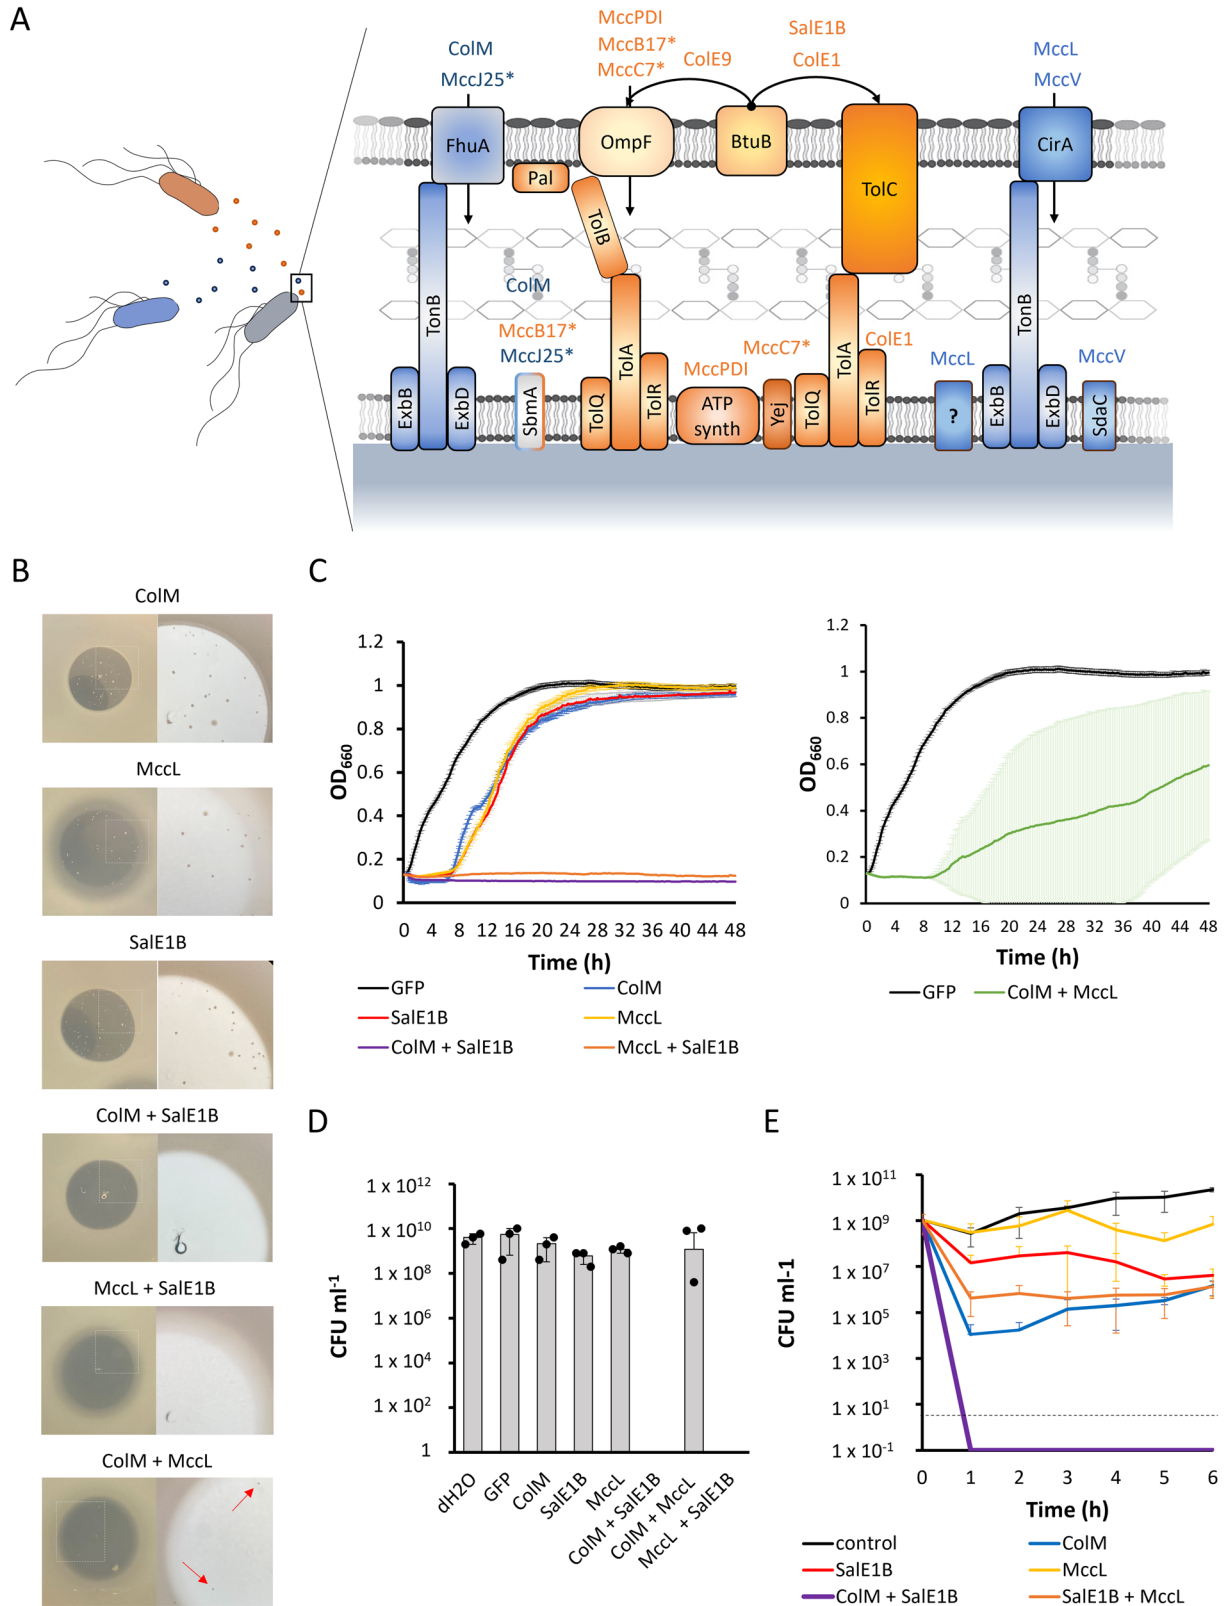 A
ColM
MccJ25*
MccPDI
MccB17*
MccC7*
ColE9
SalE1B
ColE1
MccL
MccV
FhuA
OmpF
BtuB
TolC
CirA
Pal
TolB
TonB
ColM
MccB17*
MccJ25*
TolA
MccC7*
MccPDI
TolA
ColE1
TonB
MccL
MccV
ExbB
ExbD
SbmA
TolQ
TolR
ATP
synth
Yej
TolQ
TolR
?
ExbB
ExbD
SdaC
B
ColM
MccL
SalE1B
ColM + SalE1B
MccL + SalE1B
ColM + MccL
C
1.2
1
0.8
0.6
0.4
0.2
0
OD660
0 4 8 12 16 20 24 28 32 36 40 44 48
Time (h)
GFP
ColM
SalE1B
MccL
ColM + SalE1B
MccL + SalE1B
1.2
1
0.8
0.6
0.4
0.2
0
OD660
0 4 8 12 16 20 24 28 32 36 40 44 48
Time (h)
GFP
ColM + MccL
D
1 x 10^12
1 x 10^10
1 x 10^8
1 x 10^6
1 x 10^4
1 x 10^2
1
CFU ml^-1
dH2O
GFP
ColM
SalE1B
MccL
ColM + SalE1B
ColM + MccL
MccL + SalE1B
E
1 x 10^11
1 x 10^9
1 x 10^7
1 x 10^5
1 x 10^3
1 x 10^1
1 x 10^-1
CFU ml-1
0 1 2 3 4 5 6
Time (h)
control
ColM
SalE1B
MccL
ColM + SalE1B
SalE1B + MccL